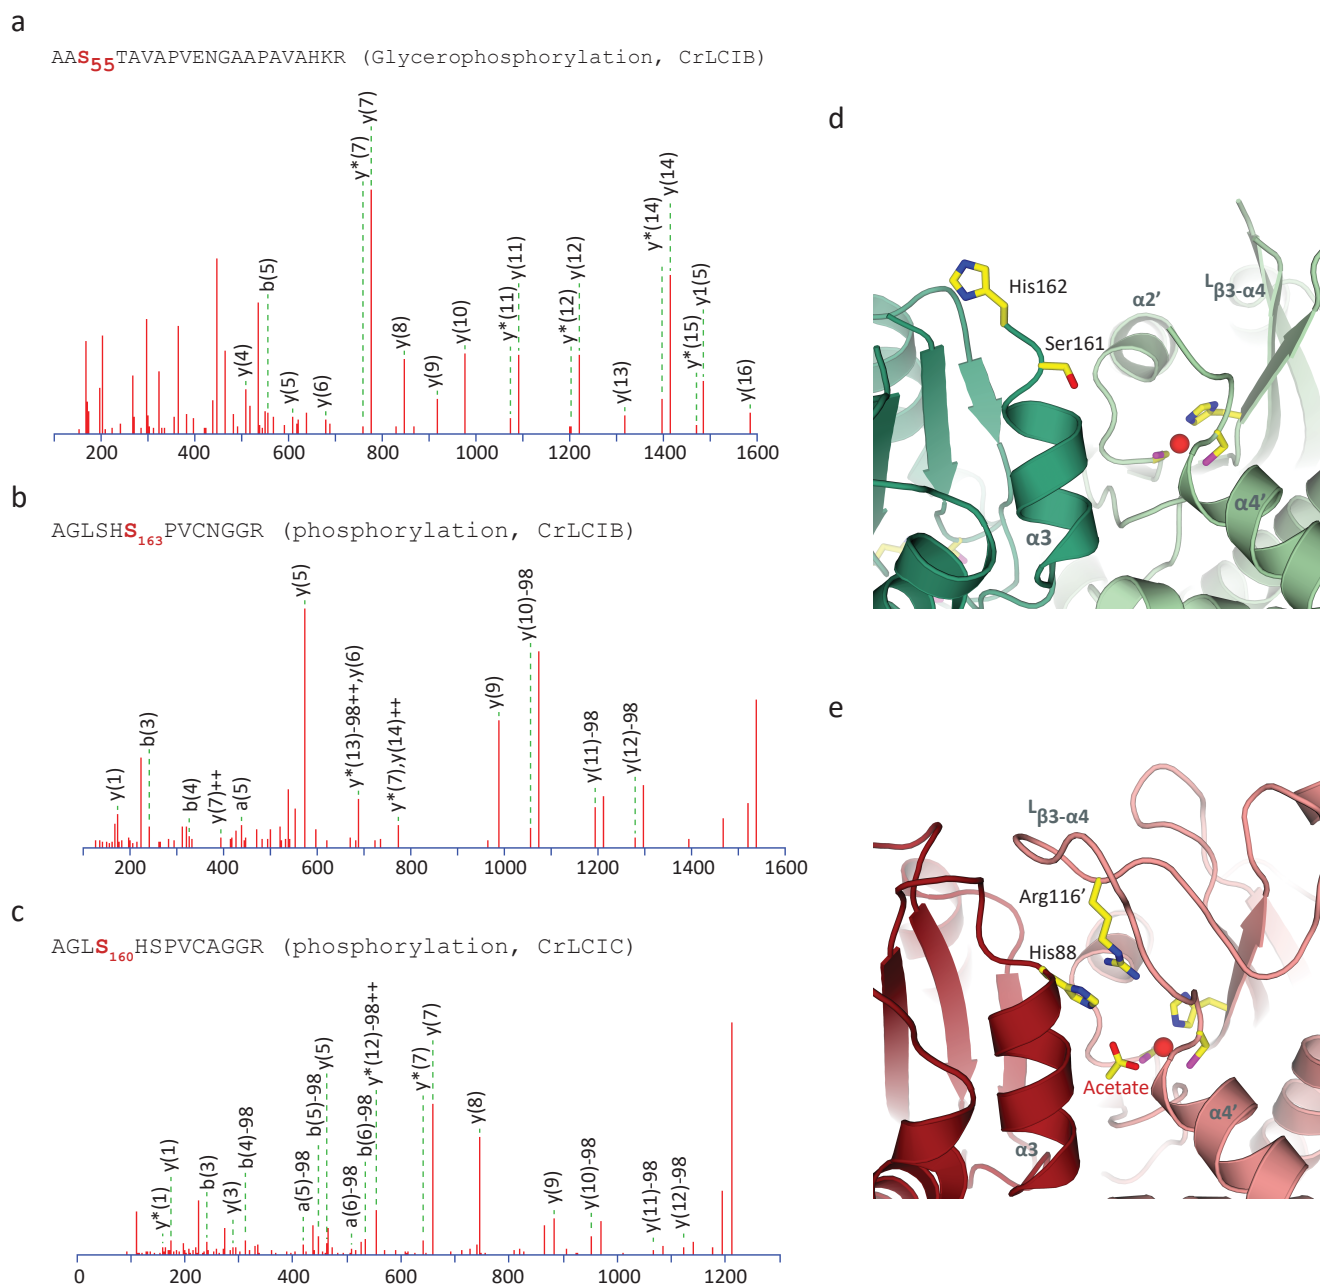 a
AAS55TAVAPVENGAAPAVAHKR (Glycerophosphorylation, CrLCIB)
b(5)
y(4)
y(5)
y(6)
y*(7)
y(7)
y(8)
y(9)
y(10)
y*(11)
y(11)
y*(12)
y(12)
y(13)
y*(14)
y(14)
y*(15)
y1(5)
y(16)
200 400 600 800 1000 1200 1400 1600
b
AGLSHS163PVCNGGR (phosphorylation, CrLCIB)
y(1)
b(3)
b(4)
y(7)++
a(5)
y(5)
y*(13)-98++,y(6)
y*(7),y(14)++
y(9)
y(10)-98
y(11)-98
y(12)-98
200 400 600 800 1000 1200 1400 1600
c
AGLS160HSPVCAGGR (phosphorylation, CrLCIC)
y*(1)
y(1)
b(3)
y(3)
b(4)-98
a(5)-98
b(5)-98
y(5)
a(6)-98
b(6)-98
y*(12)-98++
y*(7)
y(7)
y(8)
y(9)
y(10)-98
y(11)-98
y(12)-98
0 200 400 600 800 1000 1200
d
His162
Ser161
α2'
Lβ3-α4
α3
α4'
e
Lβ3-α4
Arg116'
His88
Acetate
α4'
α3